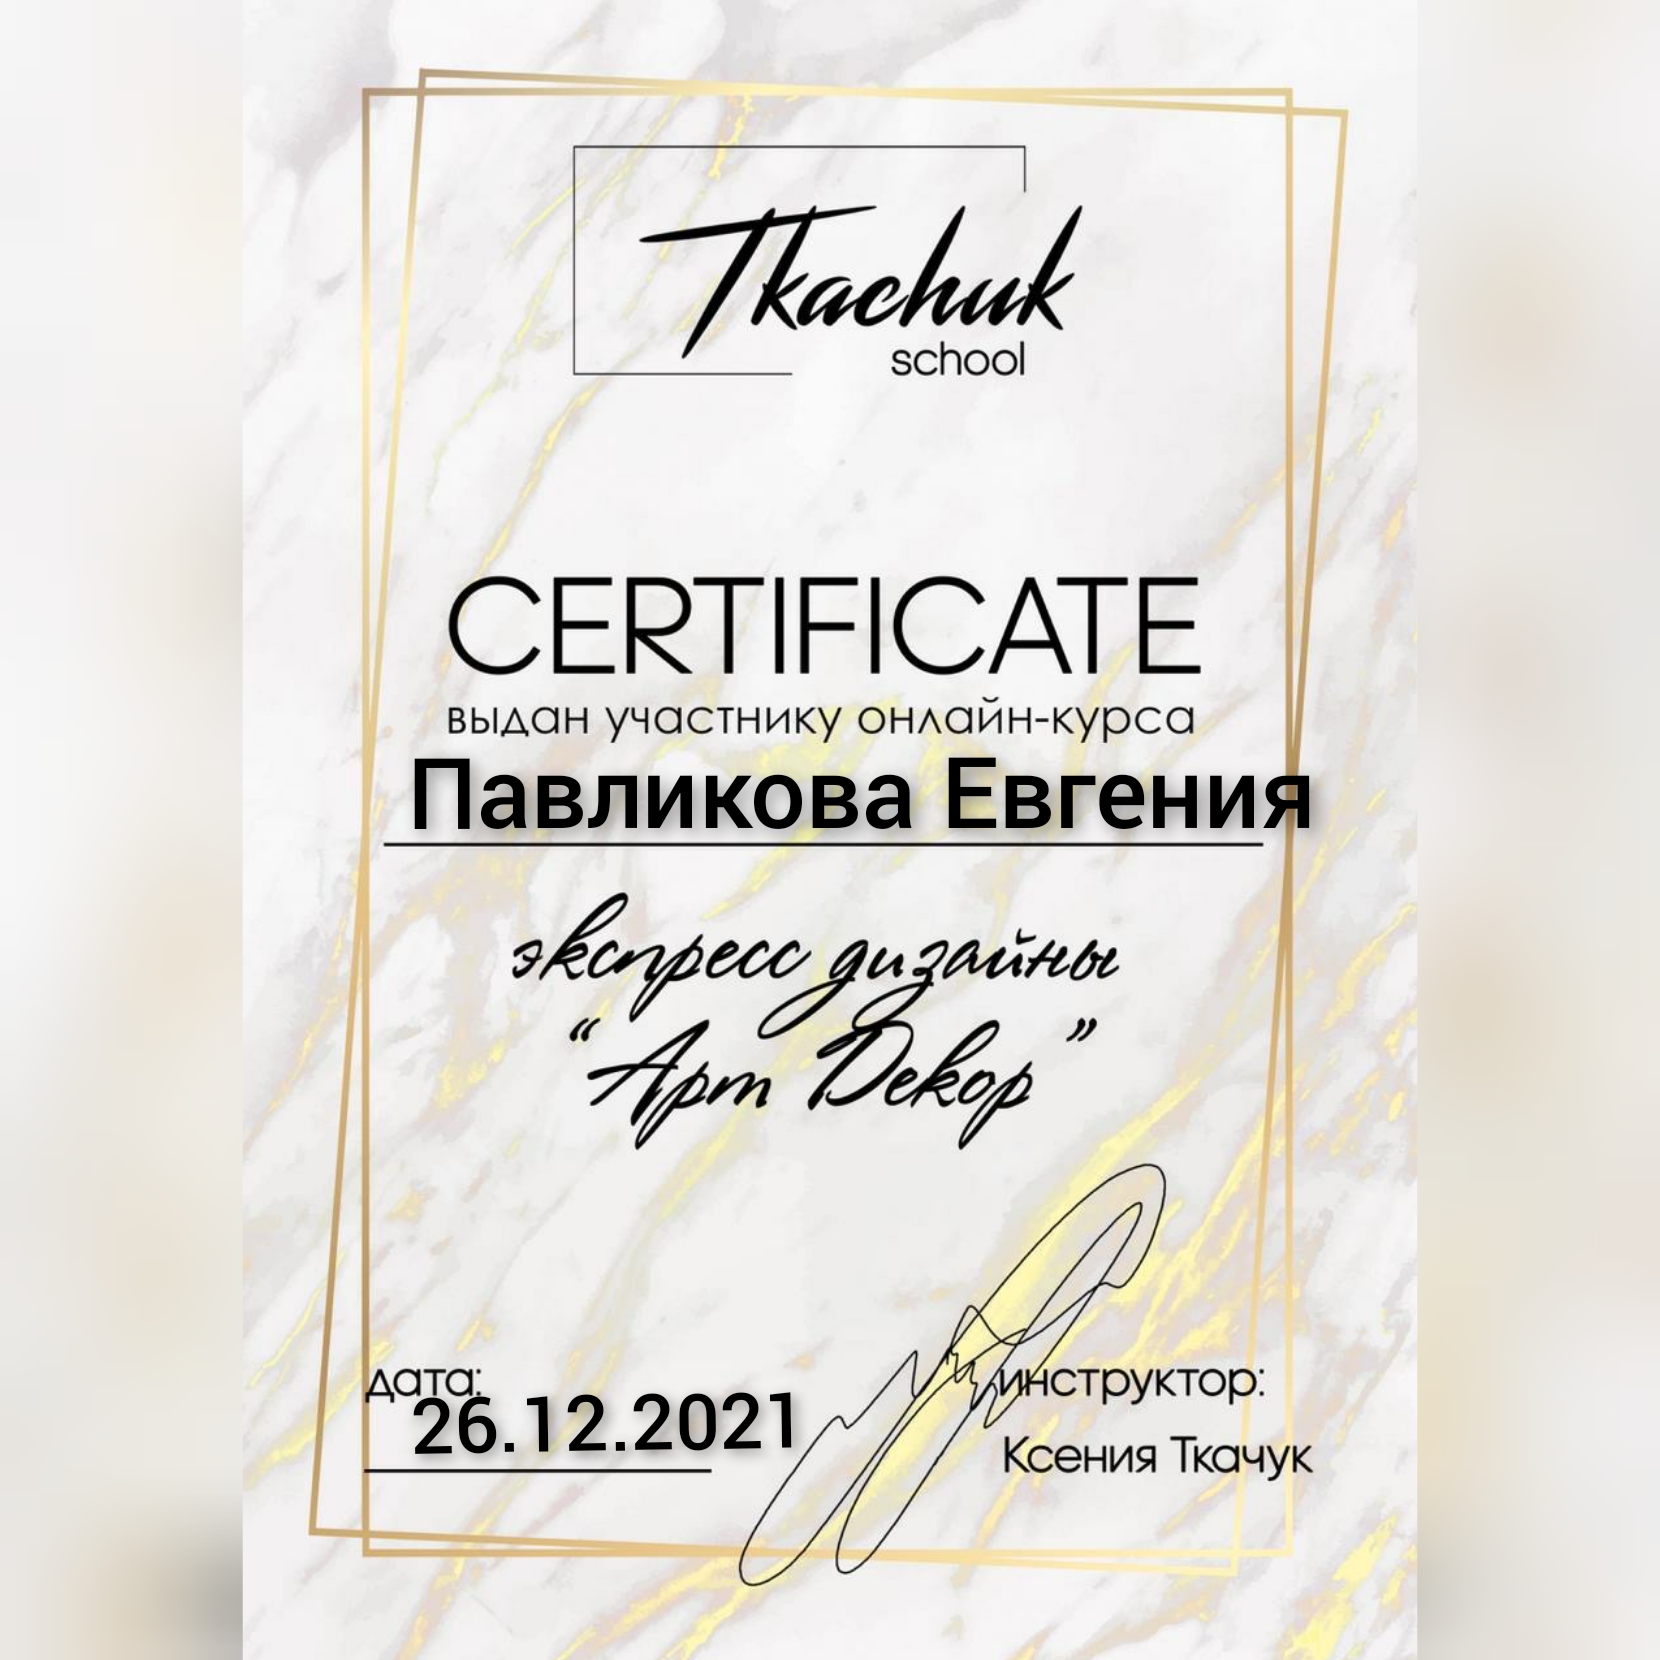 Tkachuk
school
CERTIFICATE
выдан участнику онлайн-курса
Павликова Евгения
экспресс дизайны
“Арт Декор”
дата:
26.12.2021
инструктор:
Ксения Ткачук